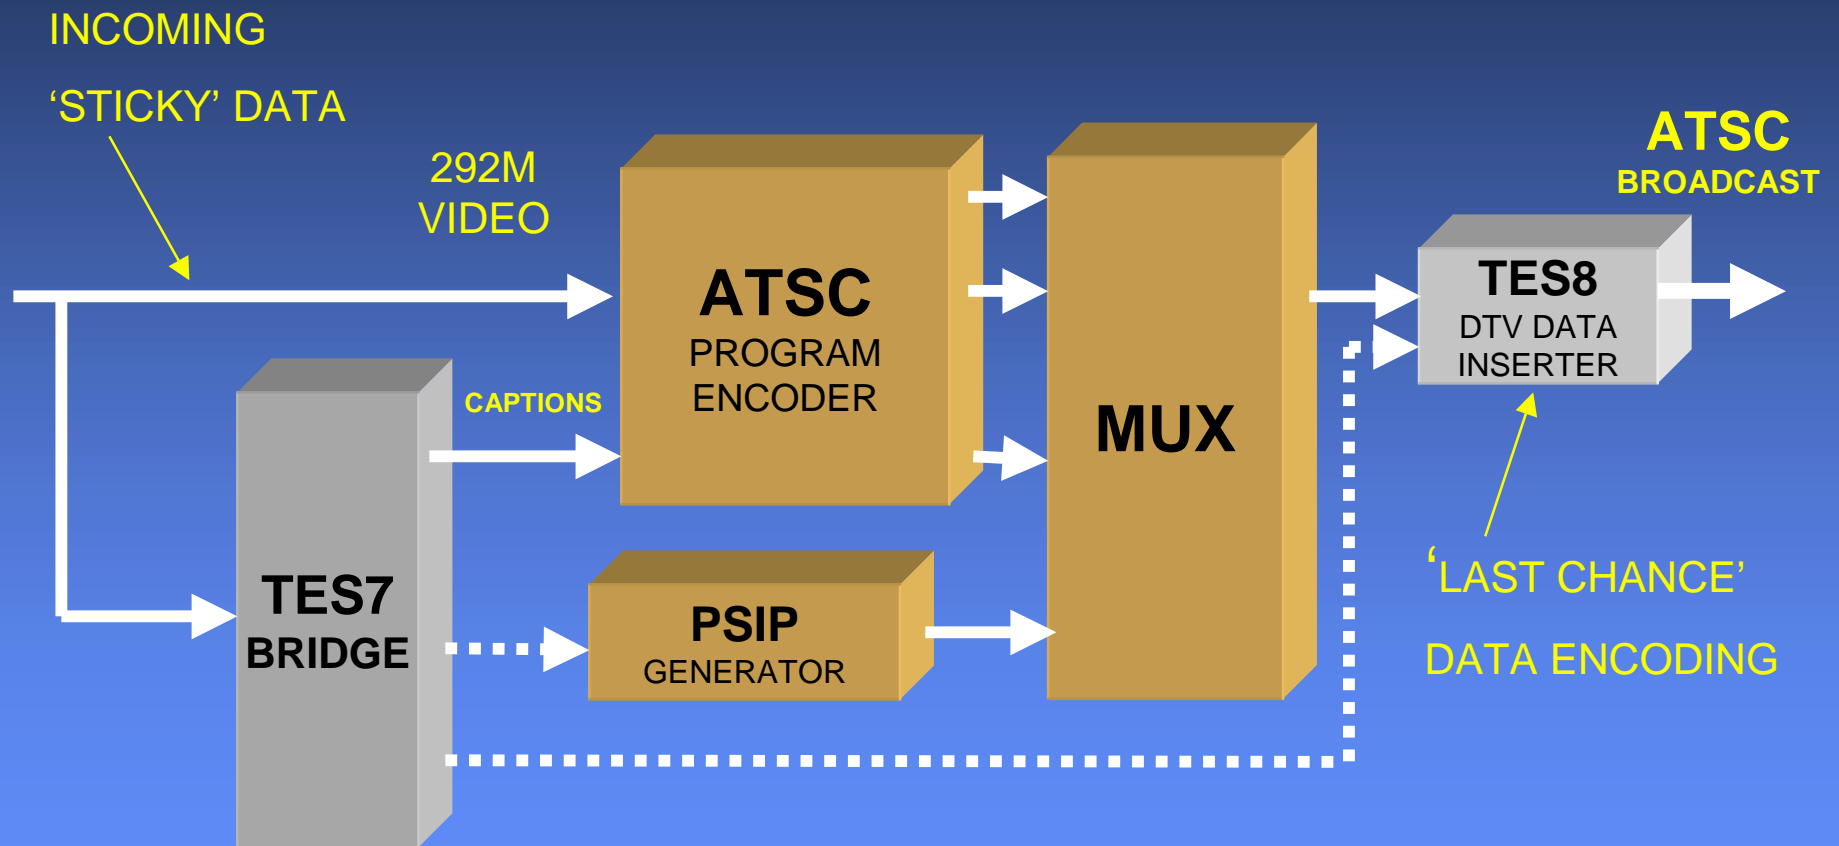 INCOMING
‘STICKY’ DATA
292M
VIDEO
ATSC
BROADCAST
ATSC
PROGRAM
ENCODER
CAPTIONS
MUX
TES8
DTV DATA
INSERTER
TES7
BRIDGE
PSIP
GENERATOR
‘LAST CHANCE’
DATA ENCODING